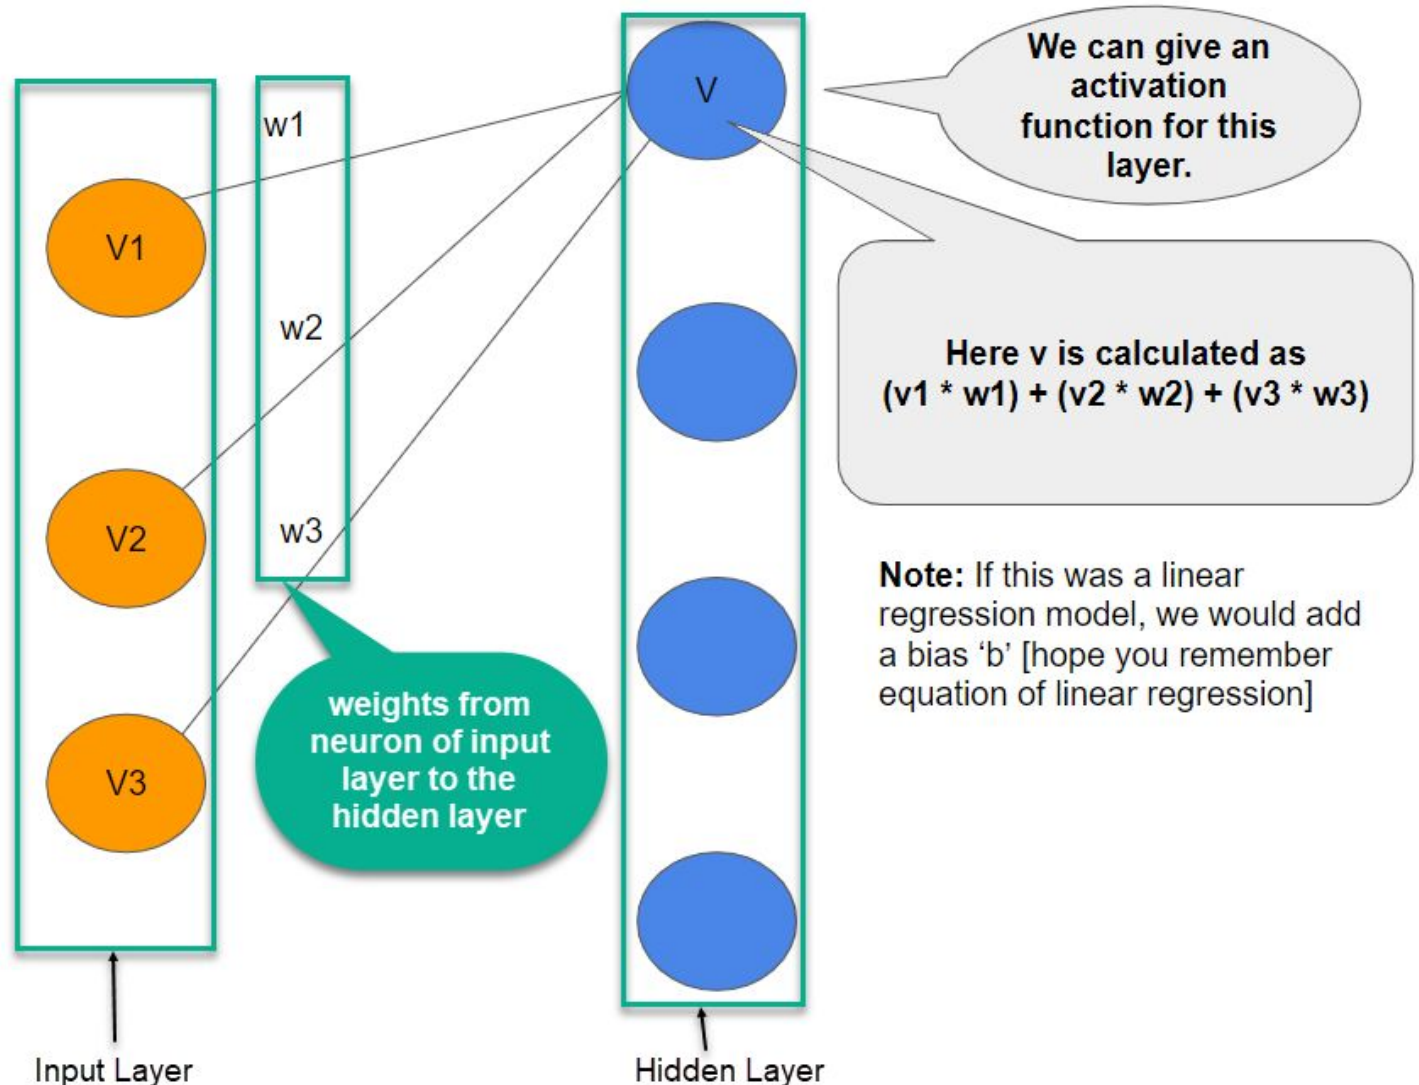 We can give an
activation
function for this
layer.
w1
V
V1
w2
Here v is calculated as
(v1 * w1) + (v2 * w2) + (v3 * w3)
V2
w3
Note: If this was a linear
regression model, we would add
a bias ‘b’ [hope you remember
equation of linear regression]
weights from
neuron of input
layer to the
hidden layer
V3
Input Layer
Hidden Layer